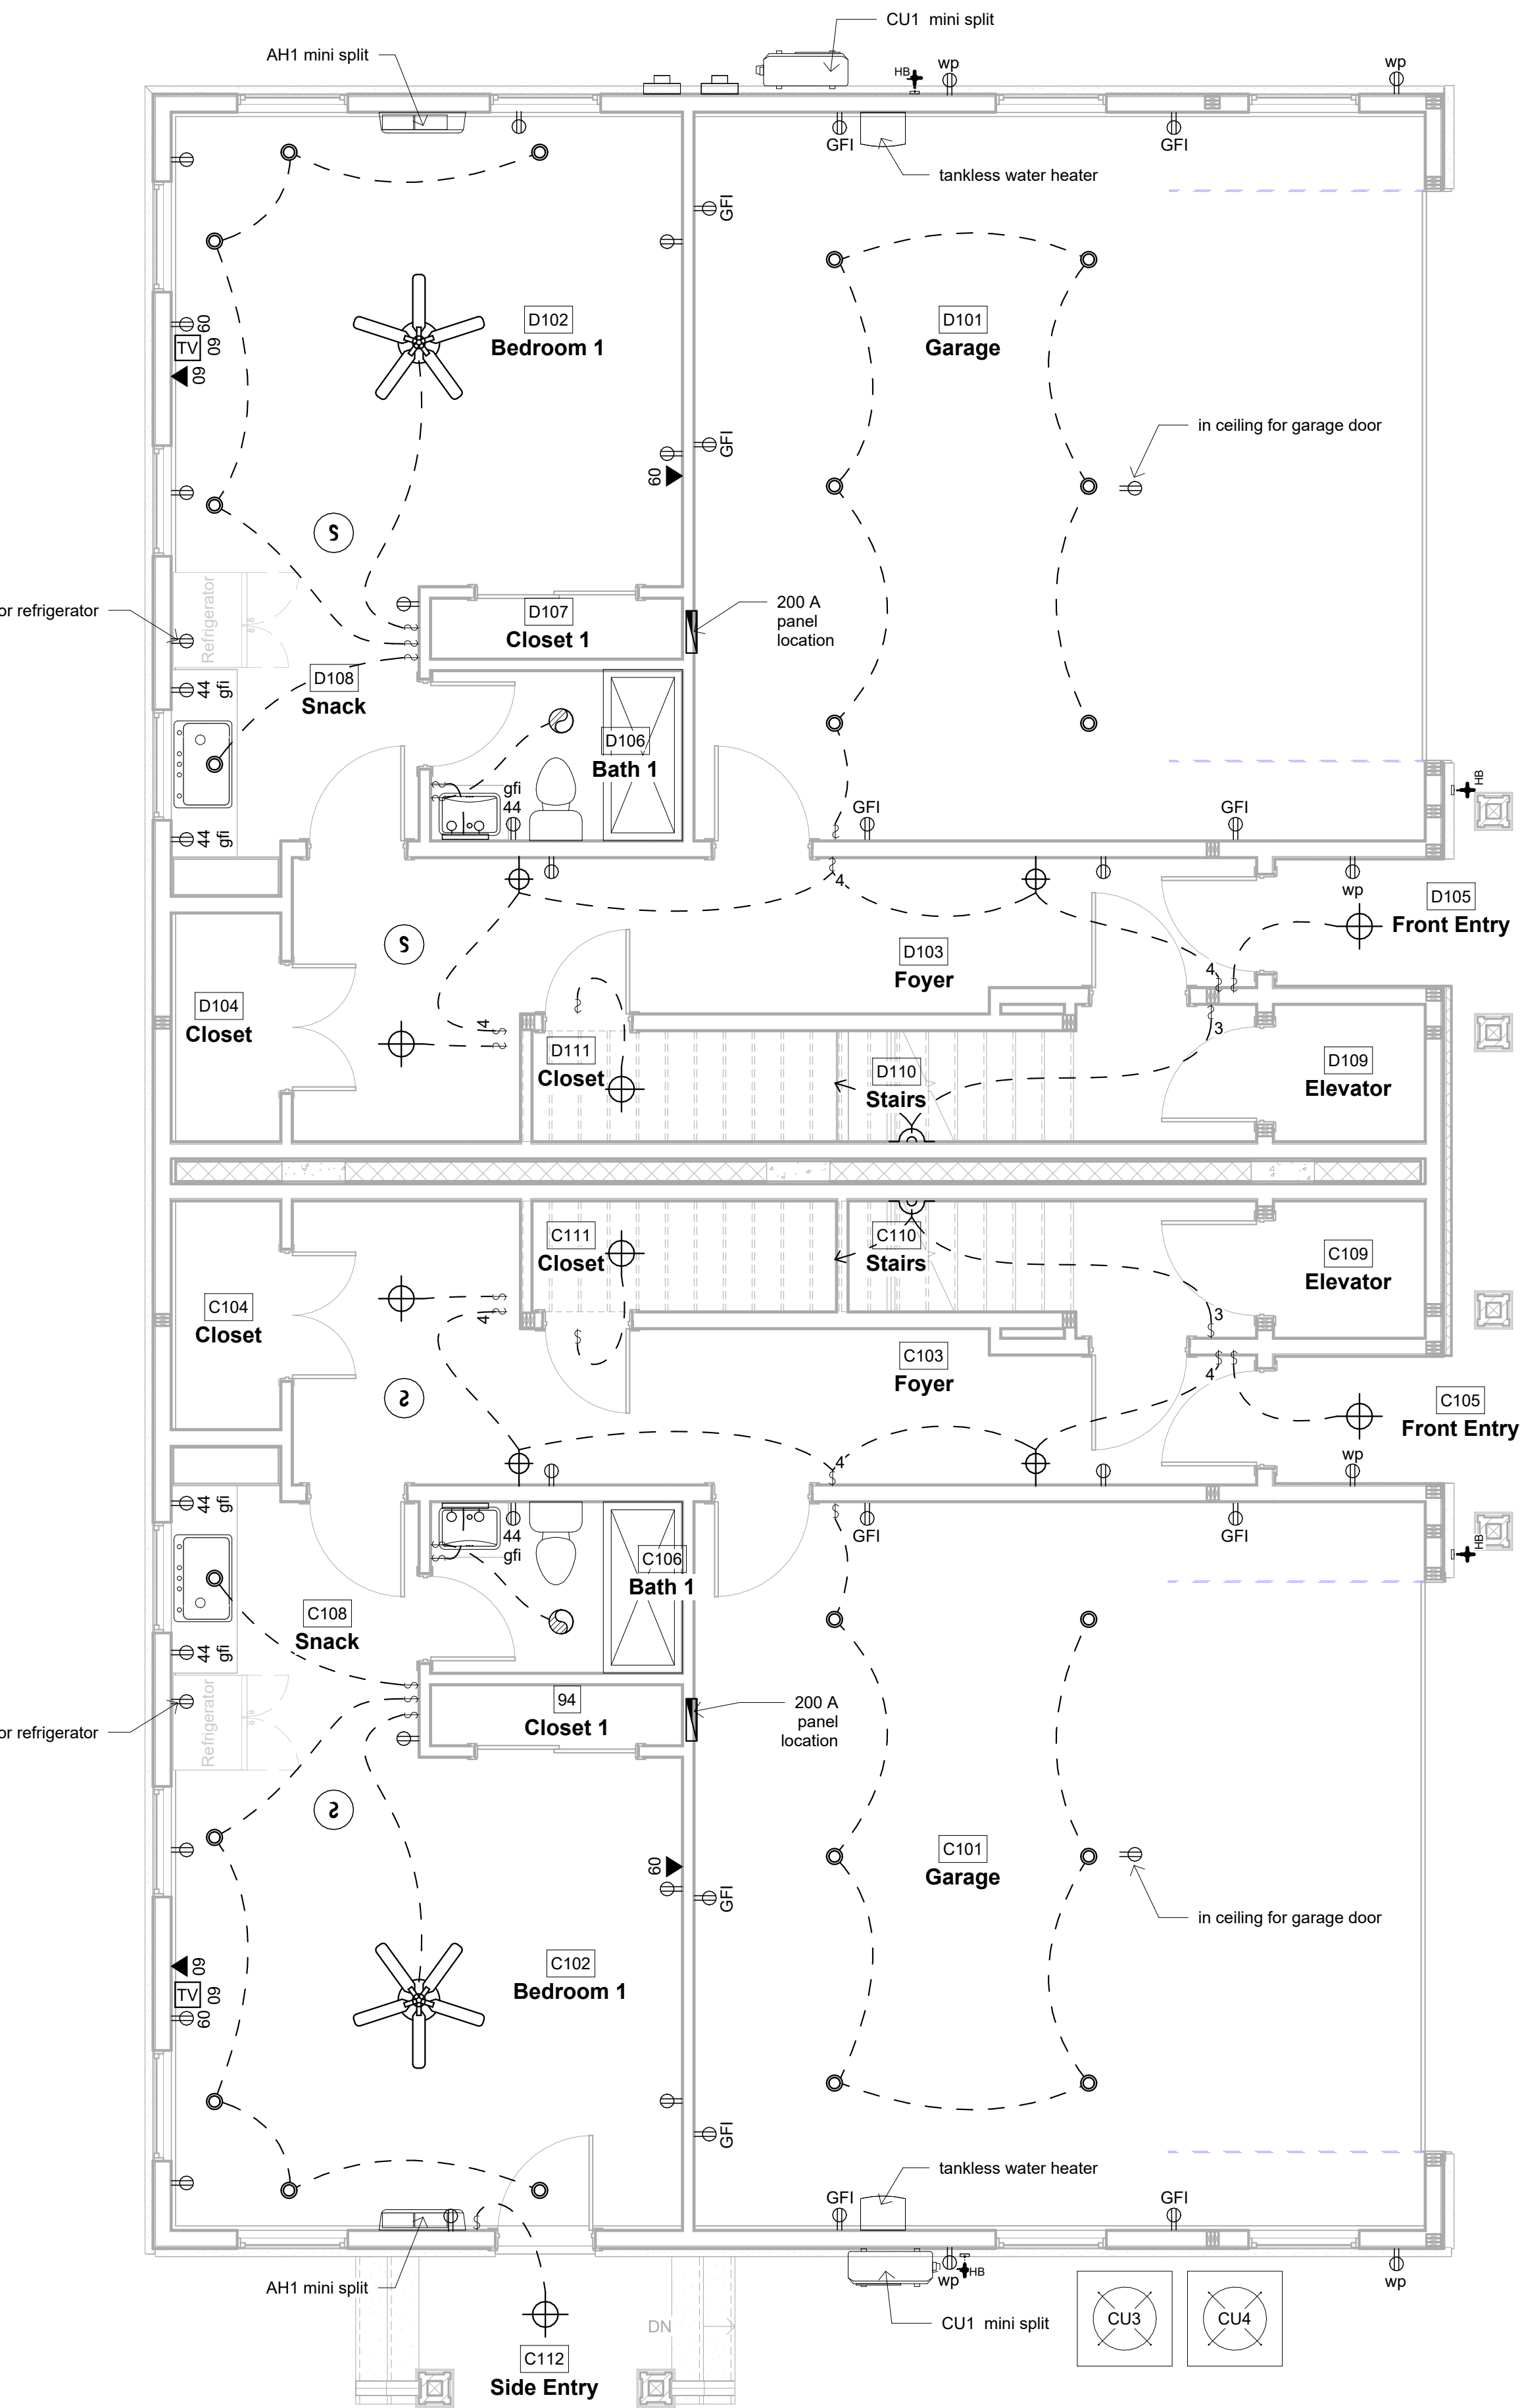 CU1 mini split
AH1 mini split
HB
wp
wp
GFI
GFI
tankless water heater
GFI
D102
Bedroom 1
D101
Garage
60
TV
60
60
in ceiling for garage door
GFI
60
S
Refrigerator
or refrigerator
D107
Closet 1
200 A
panel
location
D108
Snack
44 gfi
D106
Bath 1
gfi
44
44 gfi
GFI
GFI
HB
4
wp
D105
Front Entry
S
D103
Foyer
4
D104
Closet
4
3
D111
Closet
D110
Stairs
D109
Elevator
C111
Closet
C110
Stairs
C109
Elevator
C104
Closet
4
3
C103
Foyer
4
S
C105
Front Entry
4
wp
44 gfi
44
gfi
GFI
GFI
HB
C106
Bath 1
C108
Snack
44 gfi
Refrigerator
or refrigerator
94
Closet 1
200 A
panel
location
S
60
GFI
C101
Garage
in ceiling for garage door
60
TV
60
60
C102
Bedroom 1
GFI
tankless water heater
GFI
GFI
AH1 mini split
wp
HB
wp
CU1 mini split
CU3
CU4
DN
C112
Side Entry